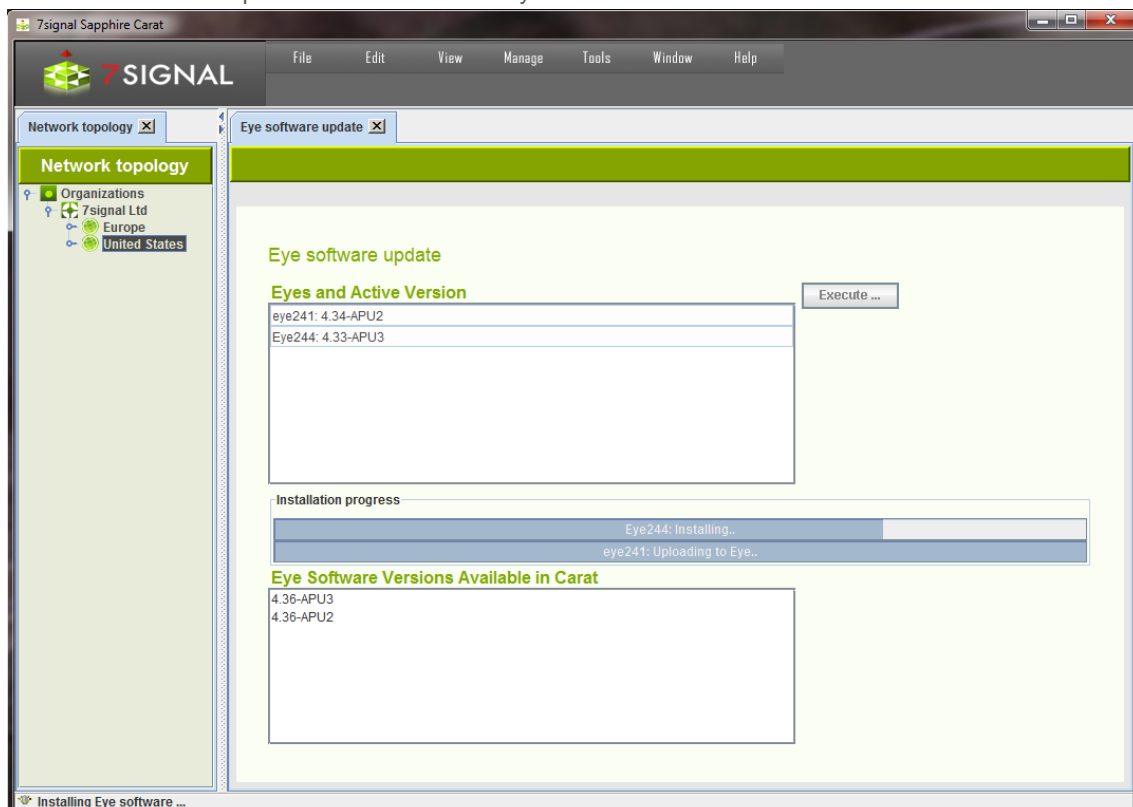 7signal Sapphire Carat
7SIGNAL
File Edit View Manage Tools Window Help
Network topology
Eye software update
Network topology
Organizations
7signal Ltd
Europe
United States
Eye software update
Eyes and Active Version
Execute ...
eye241: 4.34-APU2
Eye244: 4.33-APU3
Installation progress
Eye244: Installing..
eye241: Uploading to Eye..
Eye Software Versions Available in Carat
4.36-APU3
4.36-APU2
Installing Eye software ...